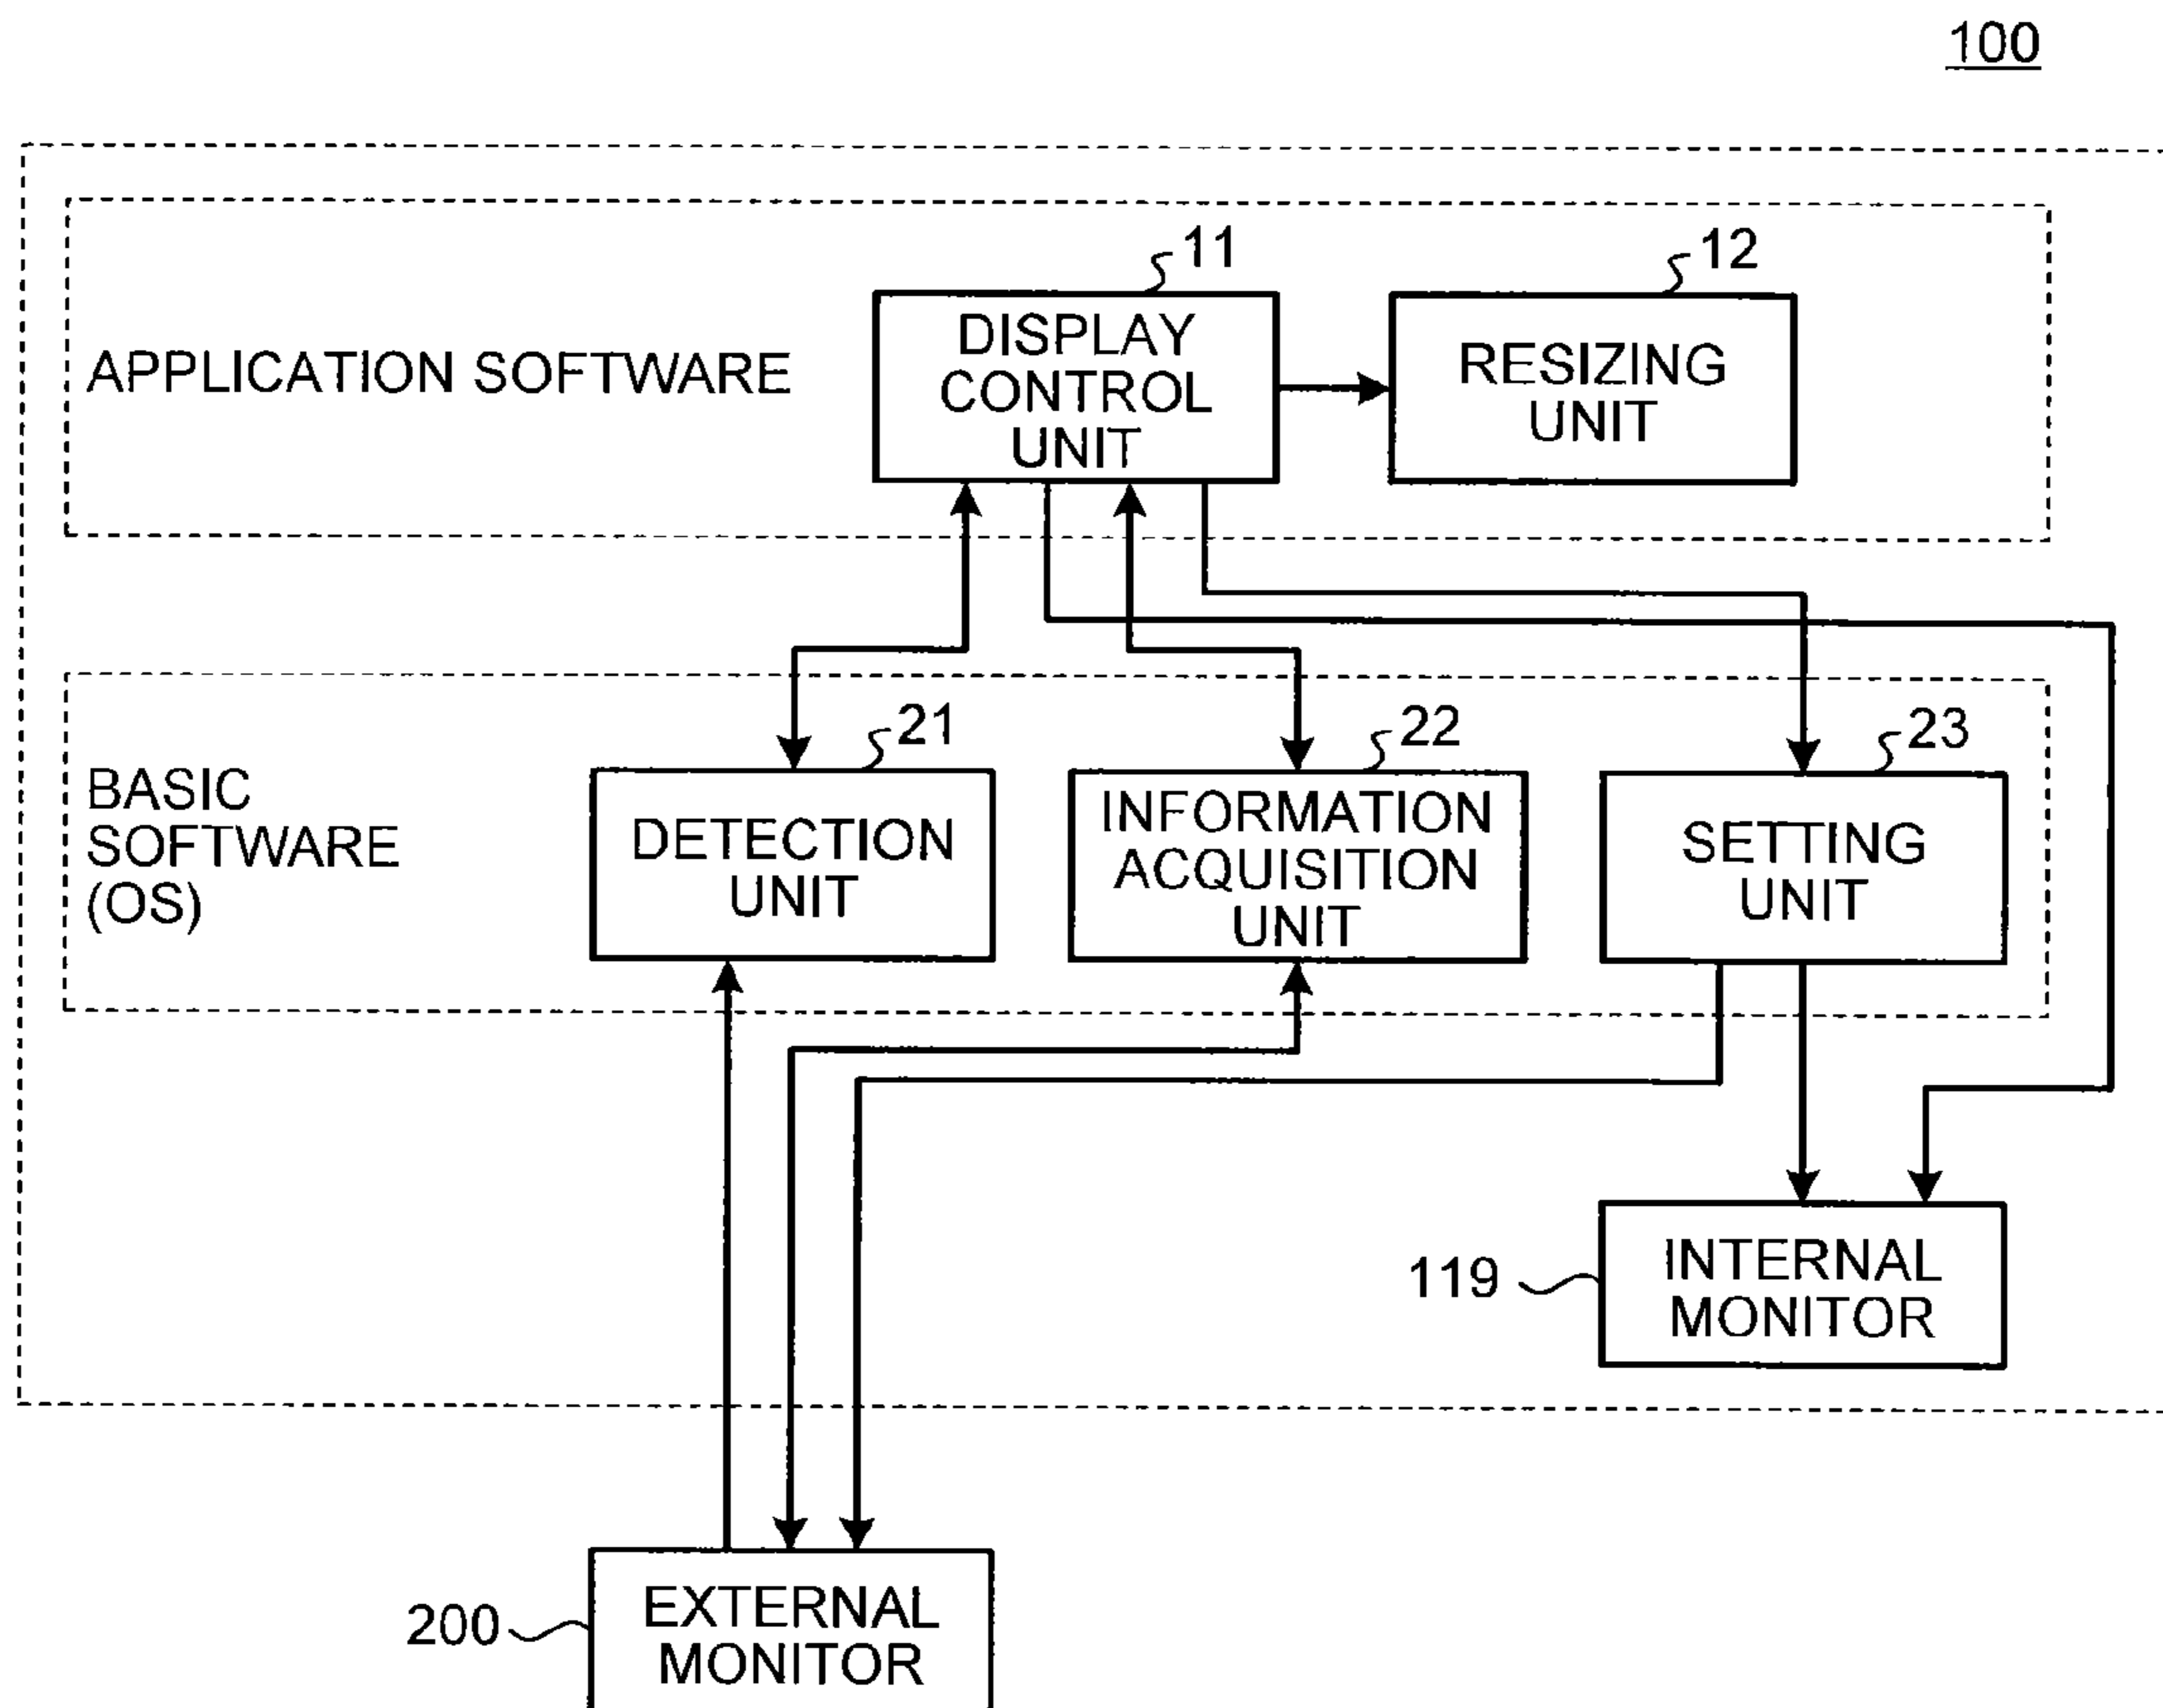 100
11
12
DISPLAY
CONTROL
UNIT
RESIZING
UNIT
APPLICATION SOFTWARE
21
22
23
BASIC
SOFTWARE
(OS)
DETECTION
UNIT
INFORMATION
ACQUISITION
UNIT
SETTING
UNIT
119
INTERNAL
MONITOR
200
EXTERNAL
MONITOR